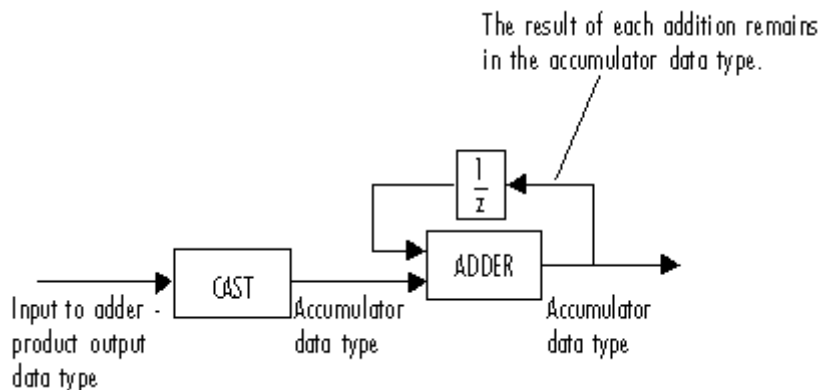 The result of each addition remains
in the accumulator data type.
1
z
ADDER
CAST
Input to adder -
product output
data type
Accumulator
data type
Accumulator
data type